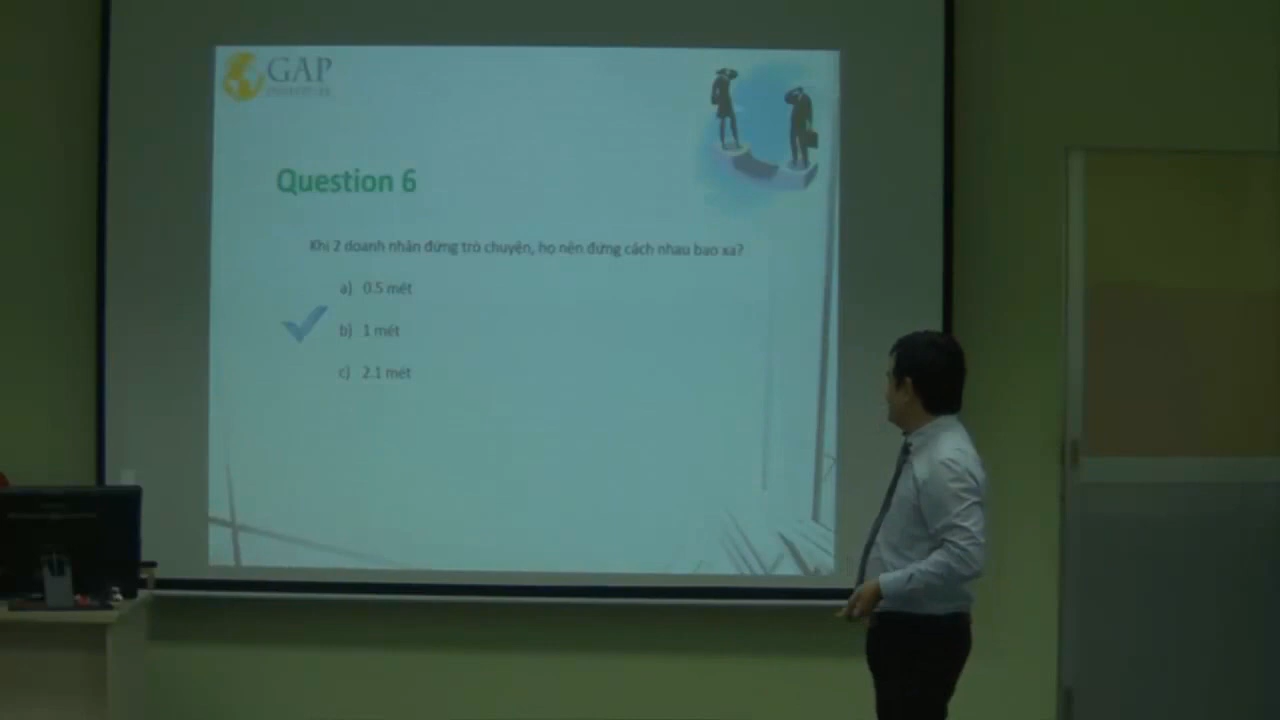 GAP
Question 6
Khi 2 doanh nhân đứng trò chuyện, họ nên đứng cách nhau bao xa?
a) 0.5 mét
b) 1 mét
c) 2.1 mét